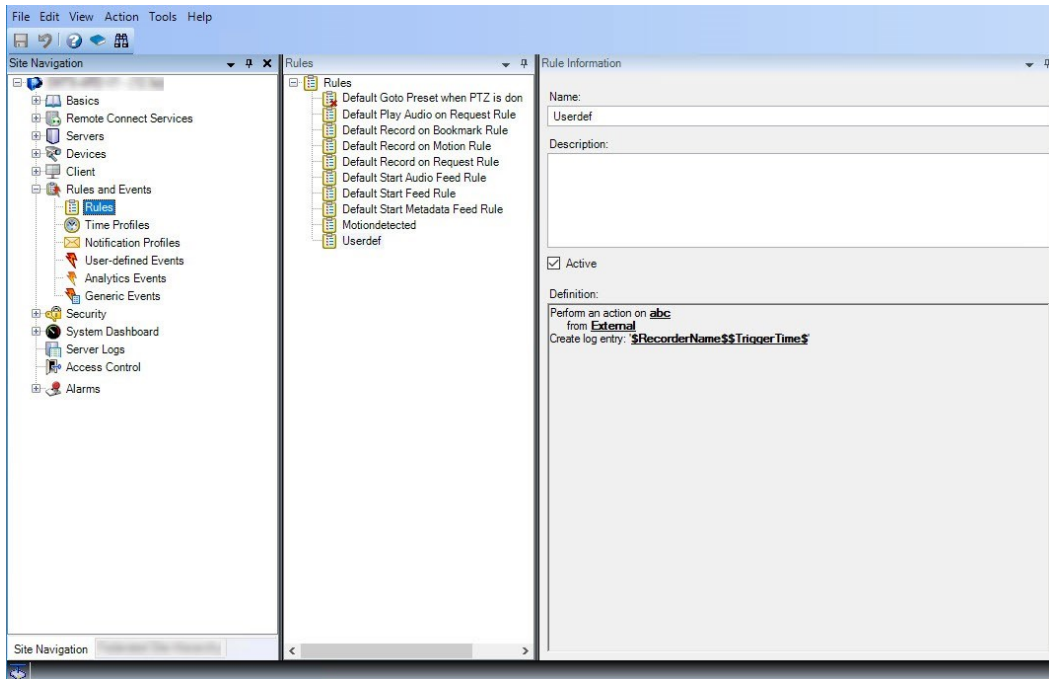 File Edit View Action Tools Help
Site Navigation
Basics
Remote Connect Services
Servers
Devices
Client
Rules and Events
Rules
Time Profiles
Notification Profiles
User-defined Events
Analytics Events
Generic Events
Security
System Dashboard
Server Logs
Access Control
Alarms
Site Navigation
Rules
Rules
Default Goto Preset when PTZ is don
Default Play Audio on Request Rule
Default Record on Bookmark Rule
Default Record on Motion Rule
Default Record on Request Rule
Default Start Audio Feed Rule
Default Start Feed Rule
Default Start Metadata Feed Rule
Motiondetected
Userdef
Rule Information
Name:
Userdef
Description:
Active
Definition:
Perform an action on abc
from External
Create log entry: '$RecorderName$$TriggerTime$'